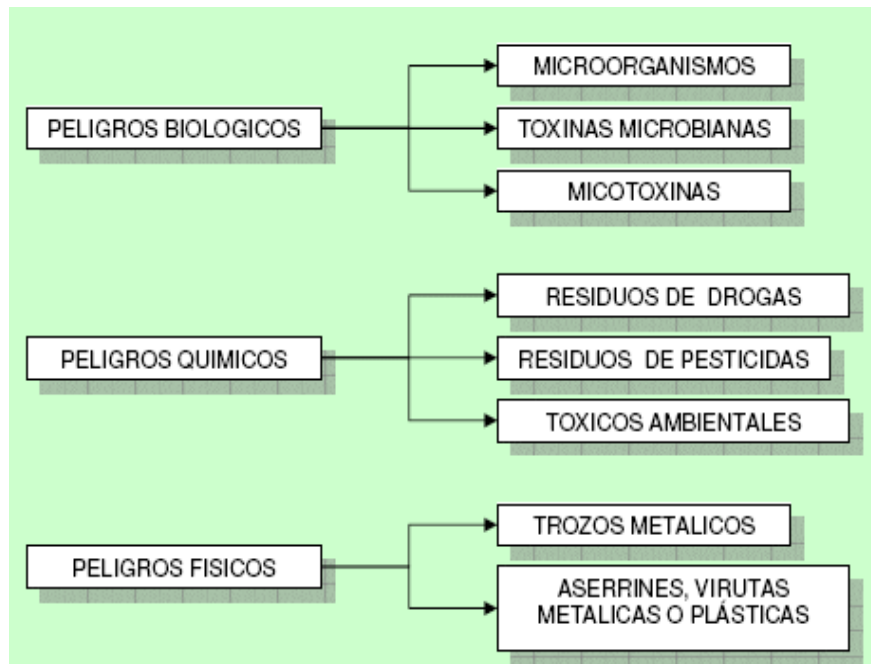 PELIGROS BIOLOGICOS
MICROORGANISMOS
TOXINAS MICROBIANAS
MICOTOXINAS
PELIGROS QUIMICOS
RESIDUOS DE DROGAS
RESIDUOS DE PESTICIDAS
TOXICOS AMBIENTALES
PELIGROS FISICOS
TROZOS METALICOS
ASERRINES, VIRUTAS
METALICAS O PLÁSTICAS